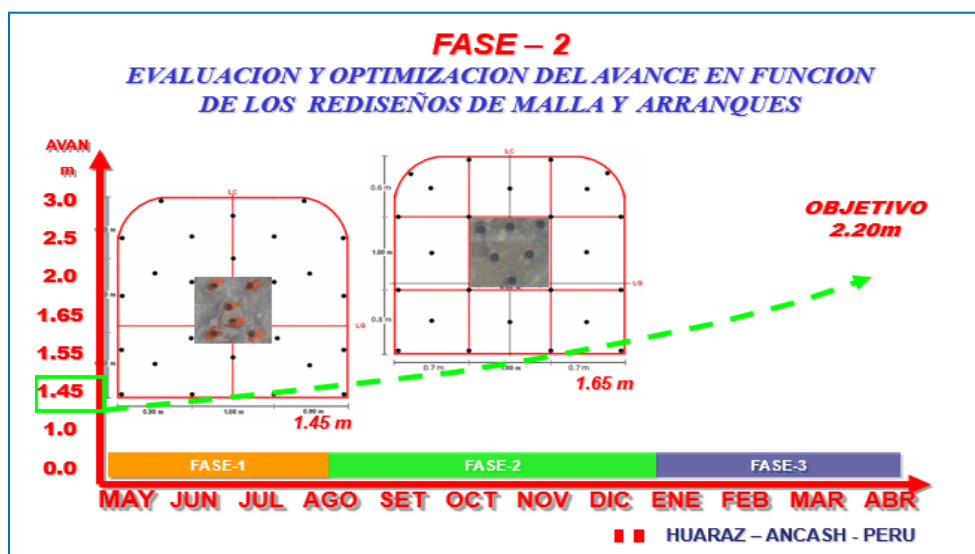 FASE – 2
EVALUACION Y OPTIMIZACION DEL AVANCE EN FUNCION
DE LOS REDISEÑOS DE MALLA Y ARRANQUES
AVAN
m
3.0
2.5
2.0
1.65
1.55
1.45
1.0
0.0
LC
LG
0.90 m
1.00 m
0.90 m
1.45 m
LC
0.6 m
1.00 m
0.8 m
LG
0.7 m
1.00 m
0.7 m
1.65 m
OBJETIVO
2.20m
FASE-1
FASE-2
FASE-3
MAY JUN JUL AGO SET OCT NOV DIC ENE FEB MAR ABR
HUARAZ – ANCASH - PERU